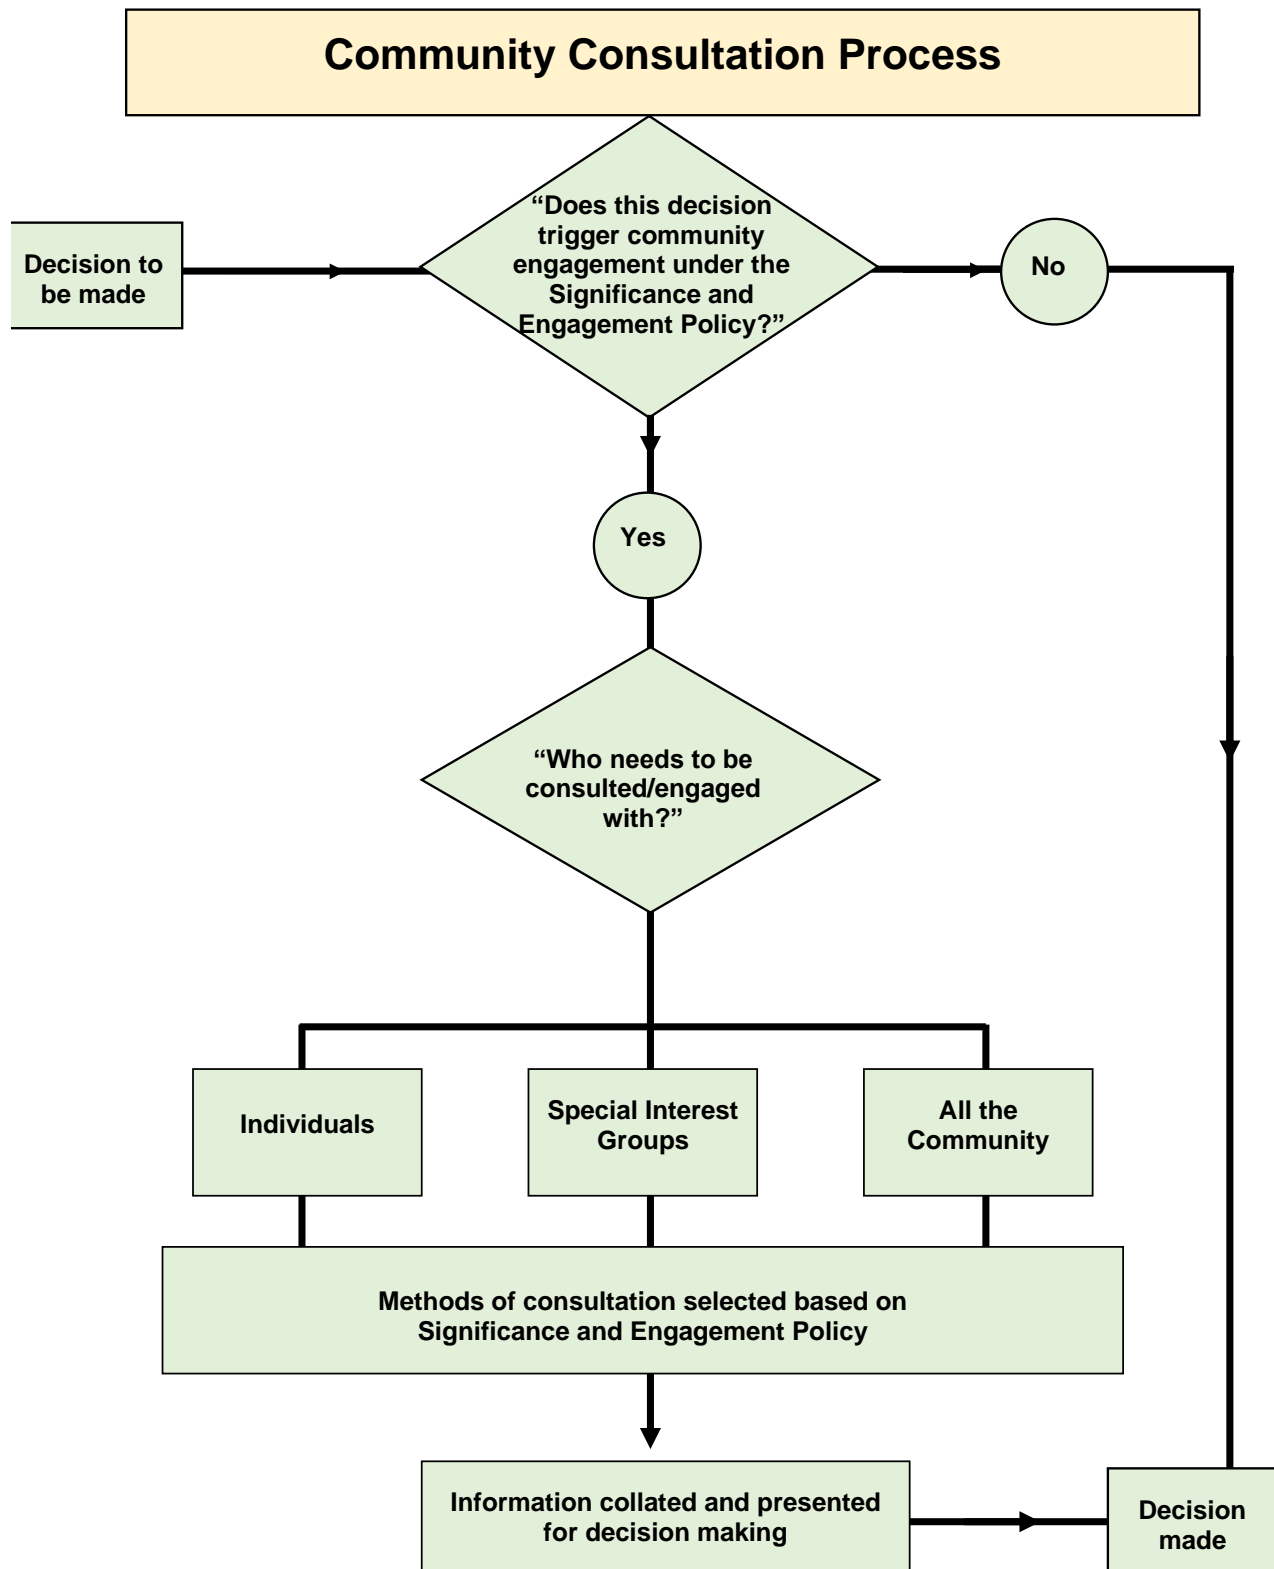 Community Consultation Process
“Does this decision
trigger community
engagement under the
Significance and
Engagement Policy?”
Decision to
be made
No
Yes
“Who needs to be
consulted/engaged
with?”
Individuals
Special Interest
Groups
All the
Community
Methods of consultation selected based on
Significance and Engagement Policy
Information collated and presented
for decision making
Decision
made